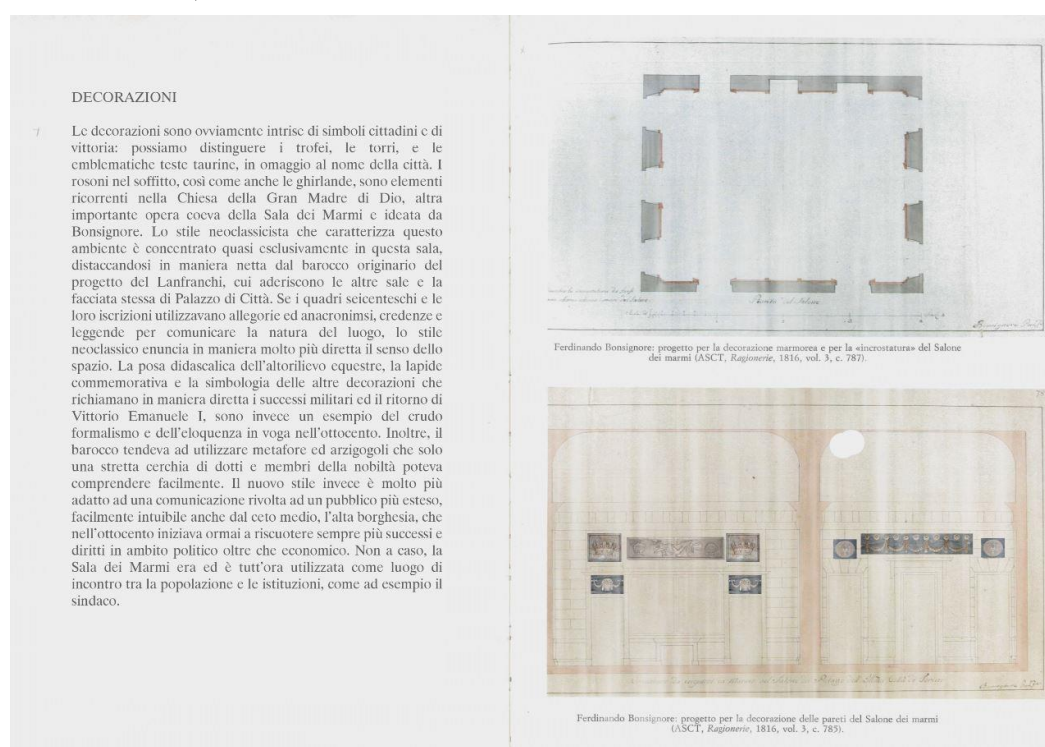 DECORAZIONI
Le decorazioni sono ovviamente intrise di simboli cittadini e di
vittoria: possiamo distinguere i trofei, le torri, e le
emblematiche teste taurine, in omaggio al nome della città. I
rosoni nel soffitto, così come anche le ghirlande, sono elementi
ricorrenti nella Chiesa della Gran Madre di Dio, altra
importante opera coeva della Sala dei Marmi e ideata da
Bonsignore. Lo stile neoclassicista che caratterizza questo
ambiente è concentrato quasi esclusivamente in questa sala,
distaccandosi in maniera netta dal barocco originario del
progetto del Lanfranchi, cui aderiscono le altre sale e la
facciata stessa di Palazzo di Città. Se i quadri seicenteschi e le
loro iscrizioni utilizzavano allegorie ed anacronimsi, credenze e
leggende per comunicare la natura del luogo, lo stile
neoclassico enuncia in maniera molto più diretta il senso dello
spazio. La posa didascalica dell'altorilievo equestre, la lapide
commemorativa e la simbologia delle altre decorazioni che
richiamano in maniera diretta i successi militari ed il ritorno di
Vittorio Emanuele I, sono invece un esempio del crudo
formalismo e dell'eloquenza in voga nell'ottocento. Inoltre, il
barocco tendeva ad utilizzare metafore ed arzigogoli che solo
una stretta cerchia di dotti e membri della nobiltà poteva
comprendere facilmente. Il nuovo stile invece è molto più
adatto ad una comunicazione rivolta ad un pubblico più esteso,
facilmente intuibile anche dal ceto medio, l'alta borghesia, che
nell'ottocento iniziava ormai a riscuotere sempre più successi e
diritti in ambito politico oltre che economico. Non a caso, la
Sala dei Marmi era ed è tutt'ora utilizzata come luogo di
incontro tra la popolazione e le istituzioni, come ad esempio il
sindaco.
Ferdinando Bonsignore: progetto per la decorazione marmorea e per la «incrostatura» del Salone
dei marmi (ASCT, Ragionerie, 1816, vol. 3, c. 787).
Ferdinando Bonsignore: progetto per la decorazione delle pareti del Salone dei marmi
(ASCT, Ragionerie, 1816, vol. 3, c. 785).